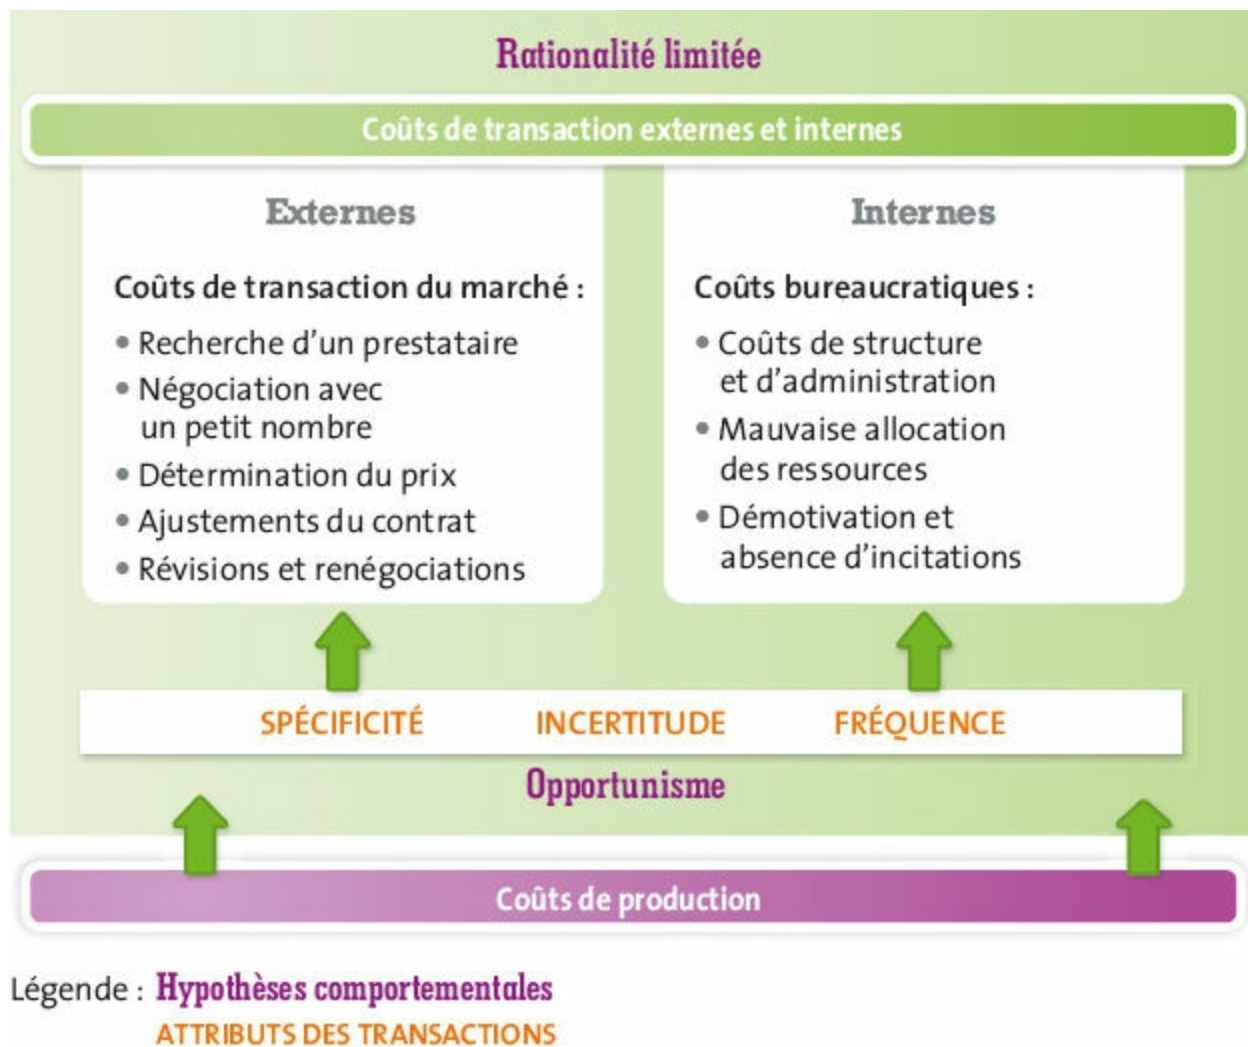 Rationalité limitée
Coûts de transaction externes et internes
Externes
Coûts de transaction du marché :
• Recherche d'un prestataire
• Négociation avec
un petit nombre
• Détermination du prix
• Ajustements du contrat
• Révisions et renégociations
Internes
Coûts bureaucratiques :
• Coûts de structure
et d'administration
• Mauvaise allocation
des ressources
• Démotivation et
absence d'incitations
SPÉCIFICITÉ INCERTITUDE FRÉQUENCE
Opportunisme
Coûts de production
Légende : Hypothèses comportementales
ATTRIBUTS DES TRANSACTIONS